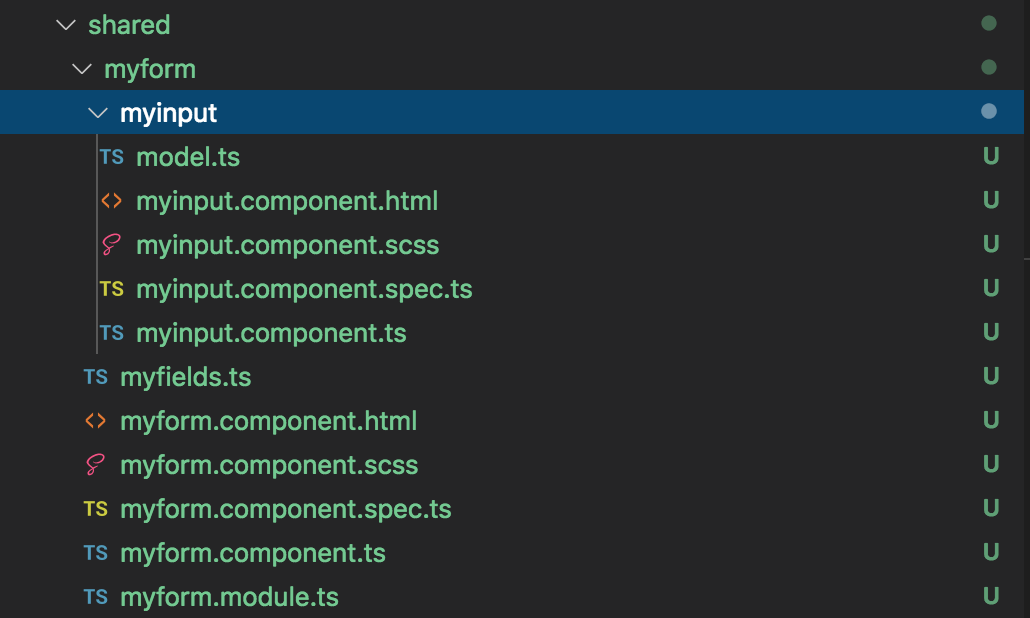 shared
myform
myinput
TS model.ts U
<> myinput.component.html U
myinput.component.scss U
TS myinput.component.spec.ts U
TS myinput.component.ts U
TS myfields.ts U
<> myform.component.html U
myform.component.scss U
TS myform.component.spec.ts U
TS myform.component.ts U
TS myform.module.ts U